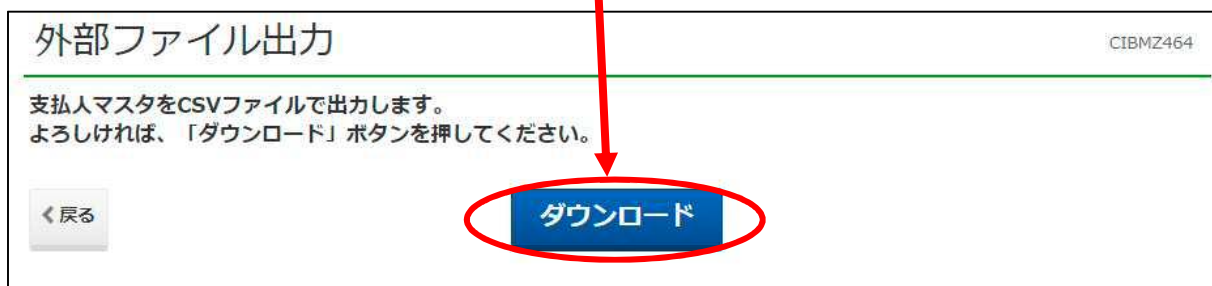 外部ファイル出力
CIBMZ464
支払人マスタをCSVファイルで出力します。
よろしければ、「ダウンロード」ボタンを押してください。
戻る
ダウンロード